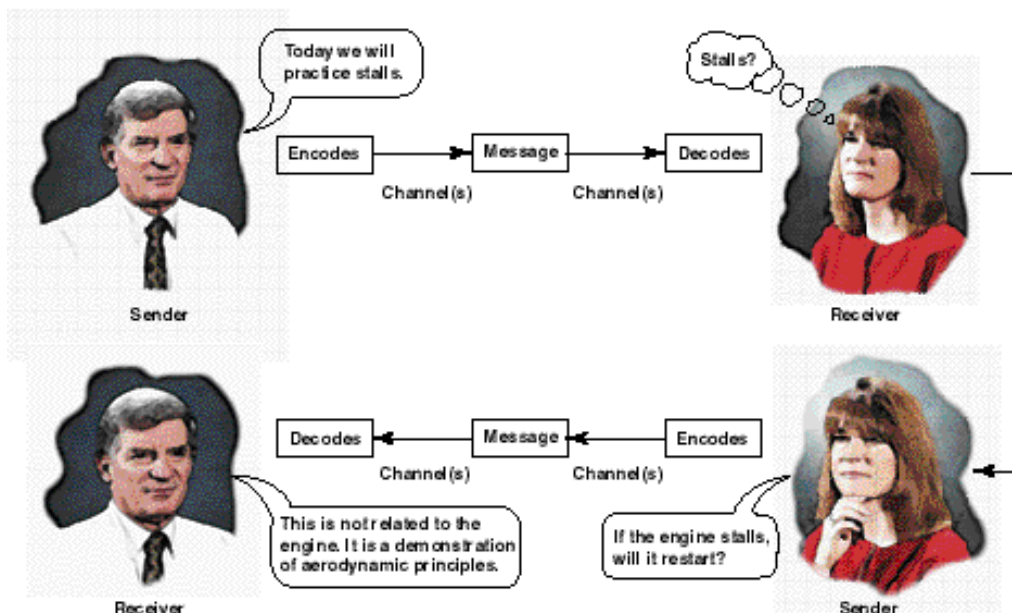 Today we will
practice stalls.
Stalls?
Encodes
Message
Decodes
Channel(s)
Channel(s)
Sender
Receiver
Decodes
Message
Encodes
Channel(s)
Channel(s)
This is not related to the
engine. It is a demonstration
of aerodynamic principles.
If the engine stalls,
will it restart?
Receiver
Sender